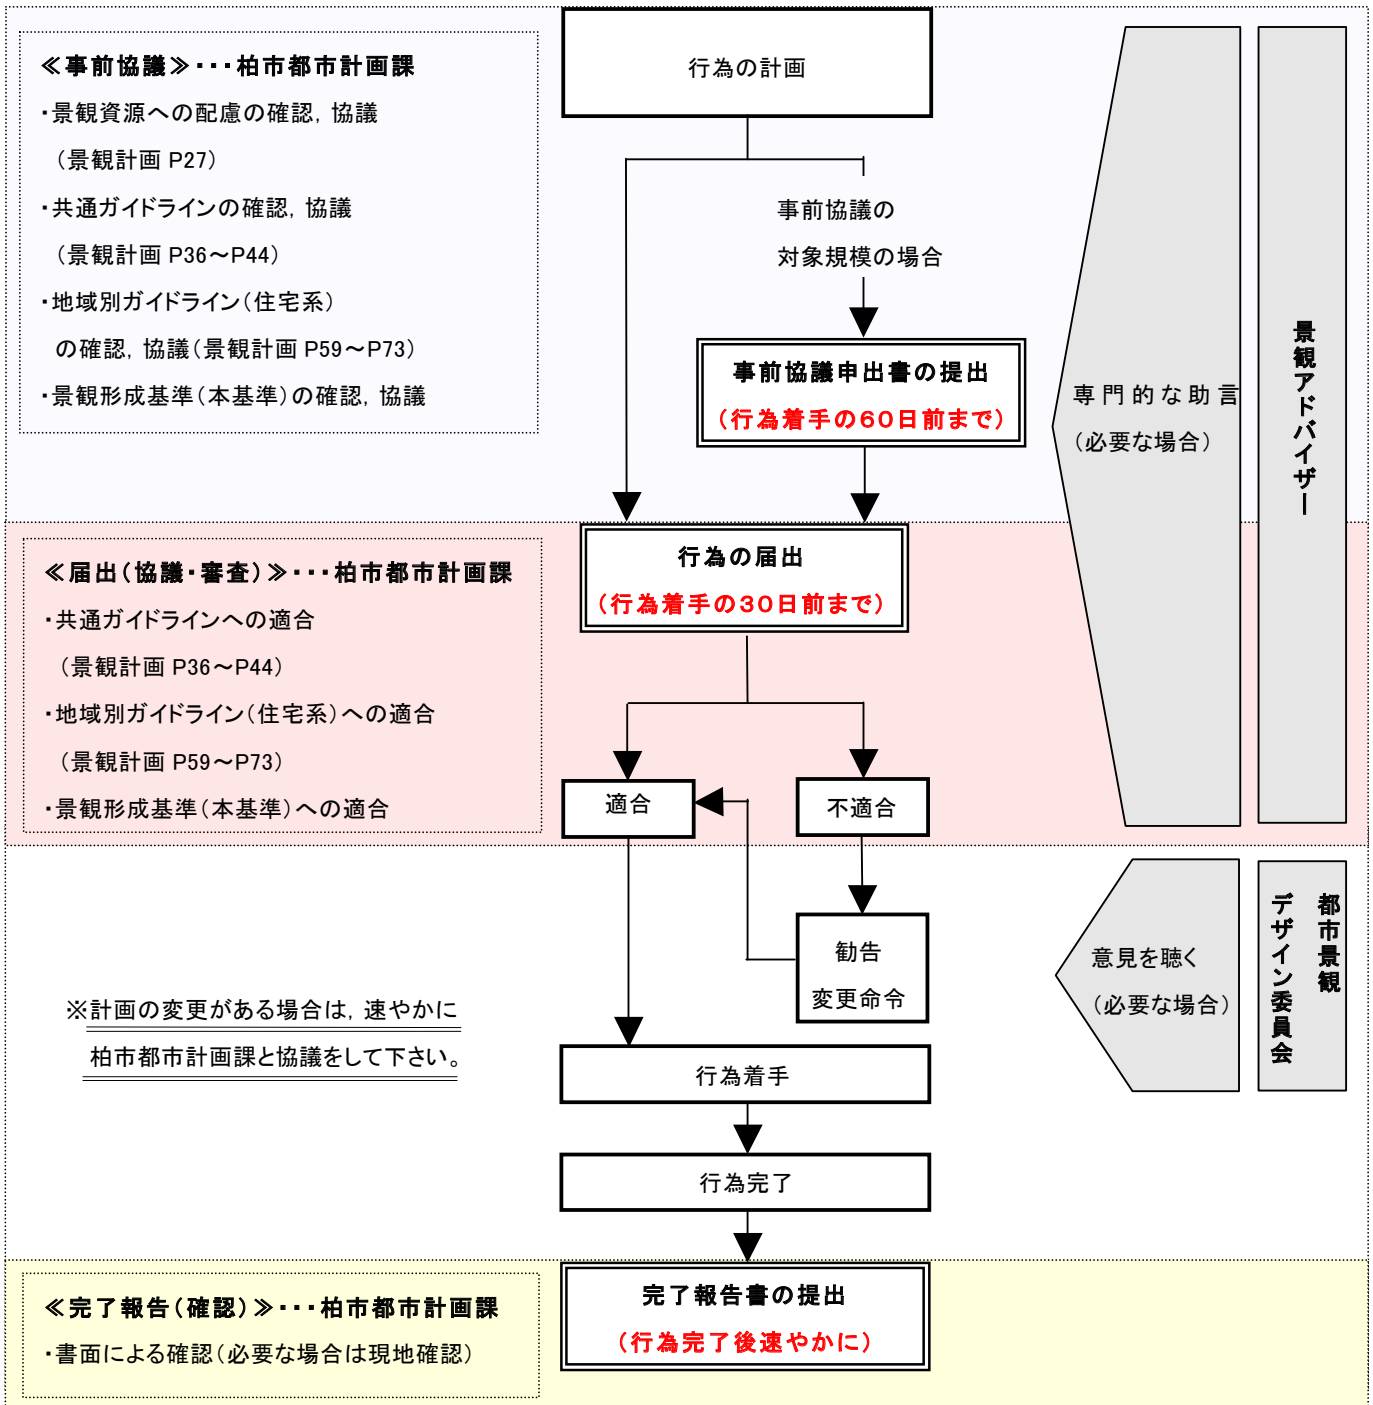 ≪事前協議≫・・・柏市都市計画課
・景観資源への配慮の確認，協議
（景観計画 P27）
・共通ガイドラインの確認，協議
（景観計画 P36～P44）
・地域別ガイドライン（住宅系）
の確認，協議（景観計画 P59～P73）
・景観形成基準（本基準）の確認，協議
行為の計画
事前協議の
対象規模の場合
事前協議申出書の提出
（行為着手の６０日前まで）
専門的な助言
（必要な場合）
景観アドバイザー
≪届出（協議・審査）≫・・・柏市都市計画課
・共通ガイドラインへの適合
（景観計画 P36～P44）
・地域別ガイドライン（住宅系）への適合
（景観計画 P59～P73）
・景観形成基準（本基準）への適合
行為の届出
（行為着手の３０日前まで）
適合
不適合
勧告
変更命令
意見を聴く
（必要な場合）
都市景観
デザイン委員会
※計画の変更がある場合は，速やかに
柏市都市計画課と協議をして下さい。
行為着手
行為完了
≪完了報告（確認）≫・・・柏市都市計画課
・書面による確認（必要な場合は現地確認）
完了報告書の提出
（行為完了後速やかに）